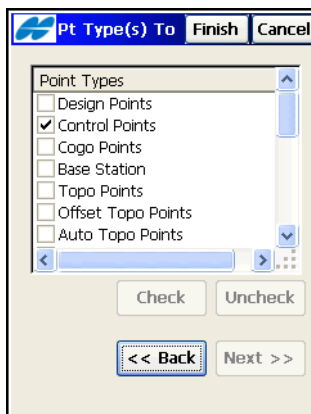 Pt Type(s) To Finish Cancel
Point Types
Design Points
Control Points
Cogo Points
Base Station
Topo Points
Offset Topo Points
Auto Topo Points
Check Uncheck
<< Back Next >>